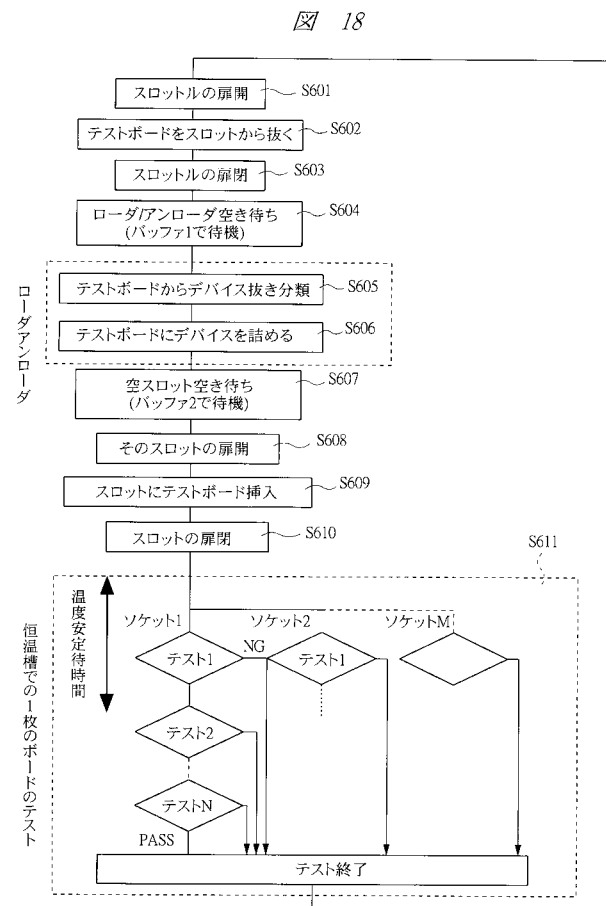 図 18
スロットルの扉開
S601
テストボードをスロットから抜く
S602
スロットルの扉閉
S603
ローダ/アンローダ空き待ち
(バッファ1で待機)
S604
ローダアンローダ
テストボードからデバイス抜き分類
S605
テストボードにデバイスを詰める
S606
空スロット空き待ち
(バッファ2で待機)
S607
そのスロットの扉開
S608
スロットにテストボード挿入
S609
スロットの扉閉
S610
S611
恒温槽での1枚のボードのテスト
温度安定待時間
ソケット1
ソケット2
ソケットM
テスト1
NG
テスト1
テスト2
テストN
PASS
テスト終了